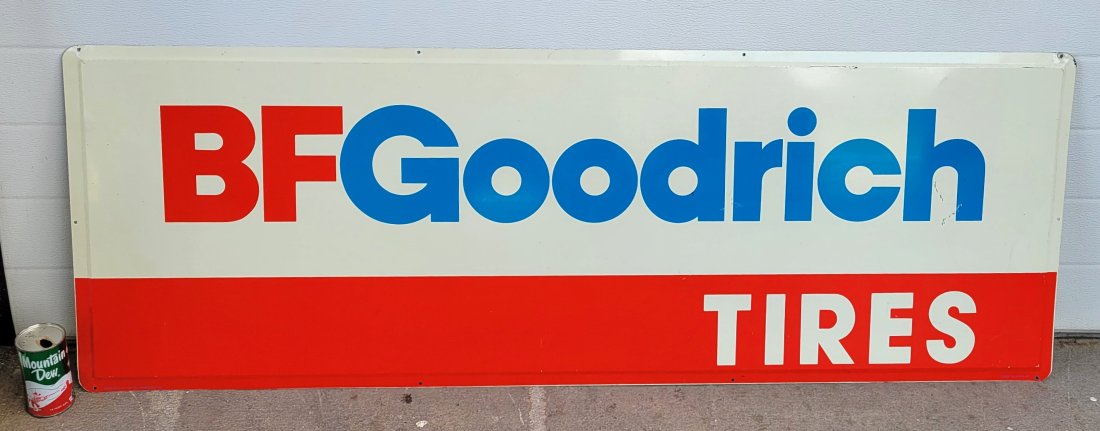 BFGoodrich
TIRES
Mountain
Dew